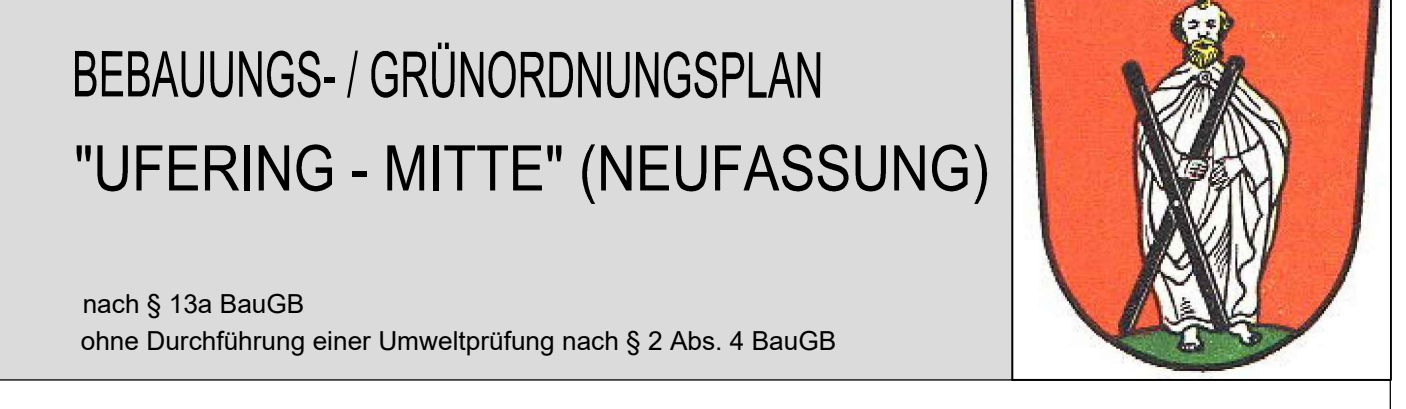 BEBAUUNGS- / GRÜNORDNUNGSPLAN
"UFERING - MITTE" (NEUFASSUNG)
nach § 13a BauGB
ohne Durchführung einer Umweltprüfung nach § 2 Abs. 4 BauGB